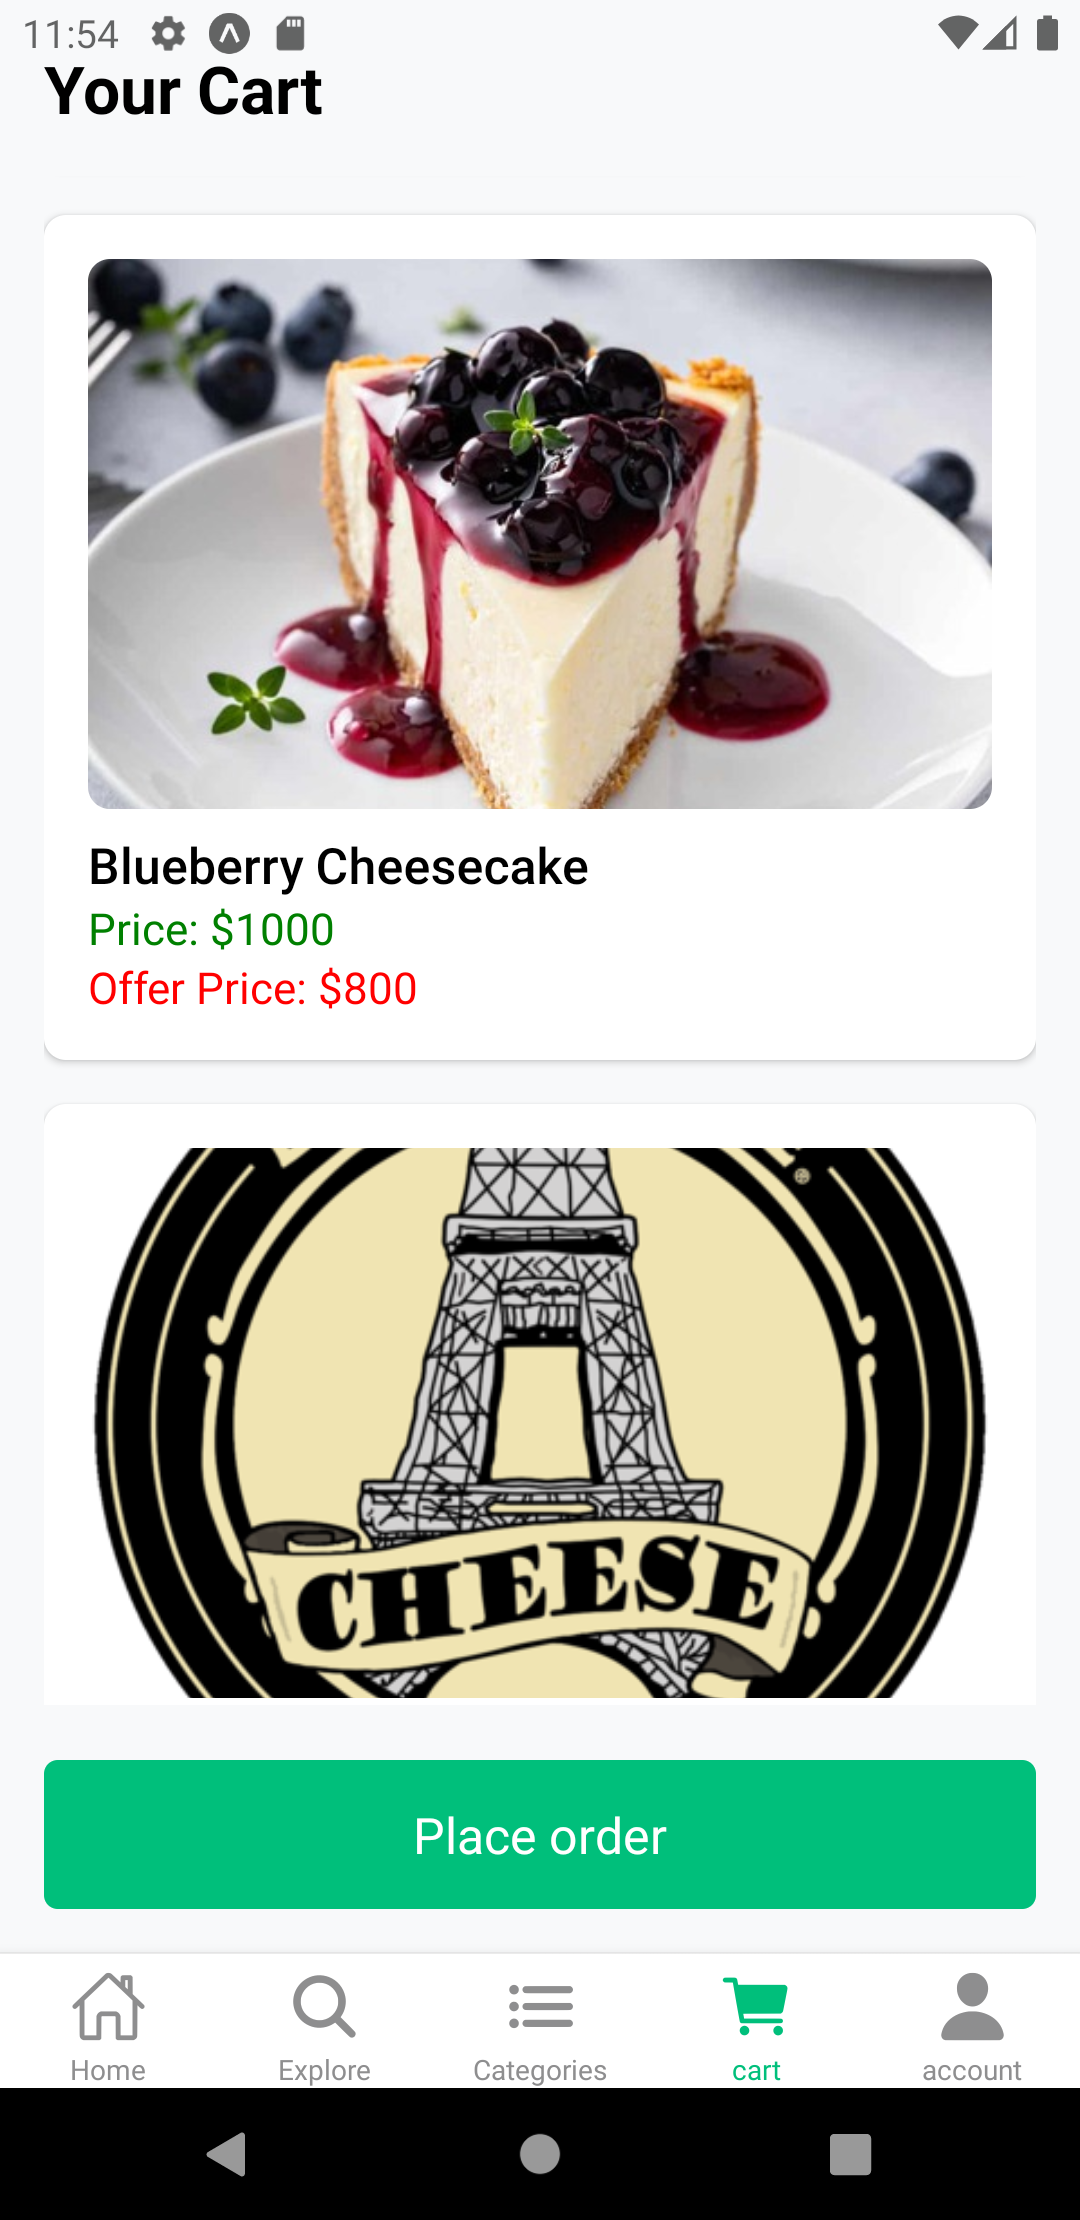 11:54
Your Cart
Blueberry Cheesecake
Price: $1000
Offer Price: $800
®
CHEESE
Place order
Home
Explore
Categories
cart
account